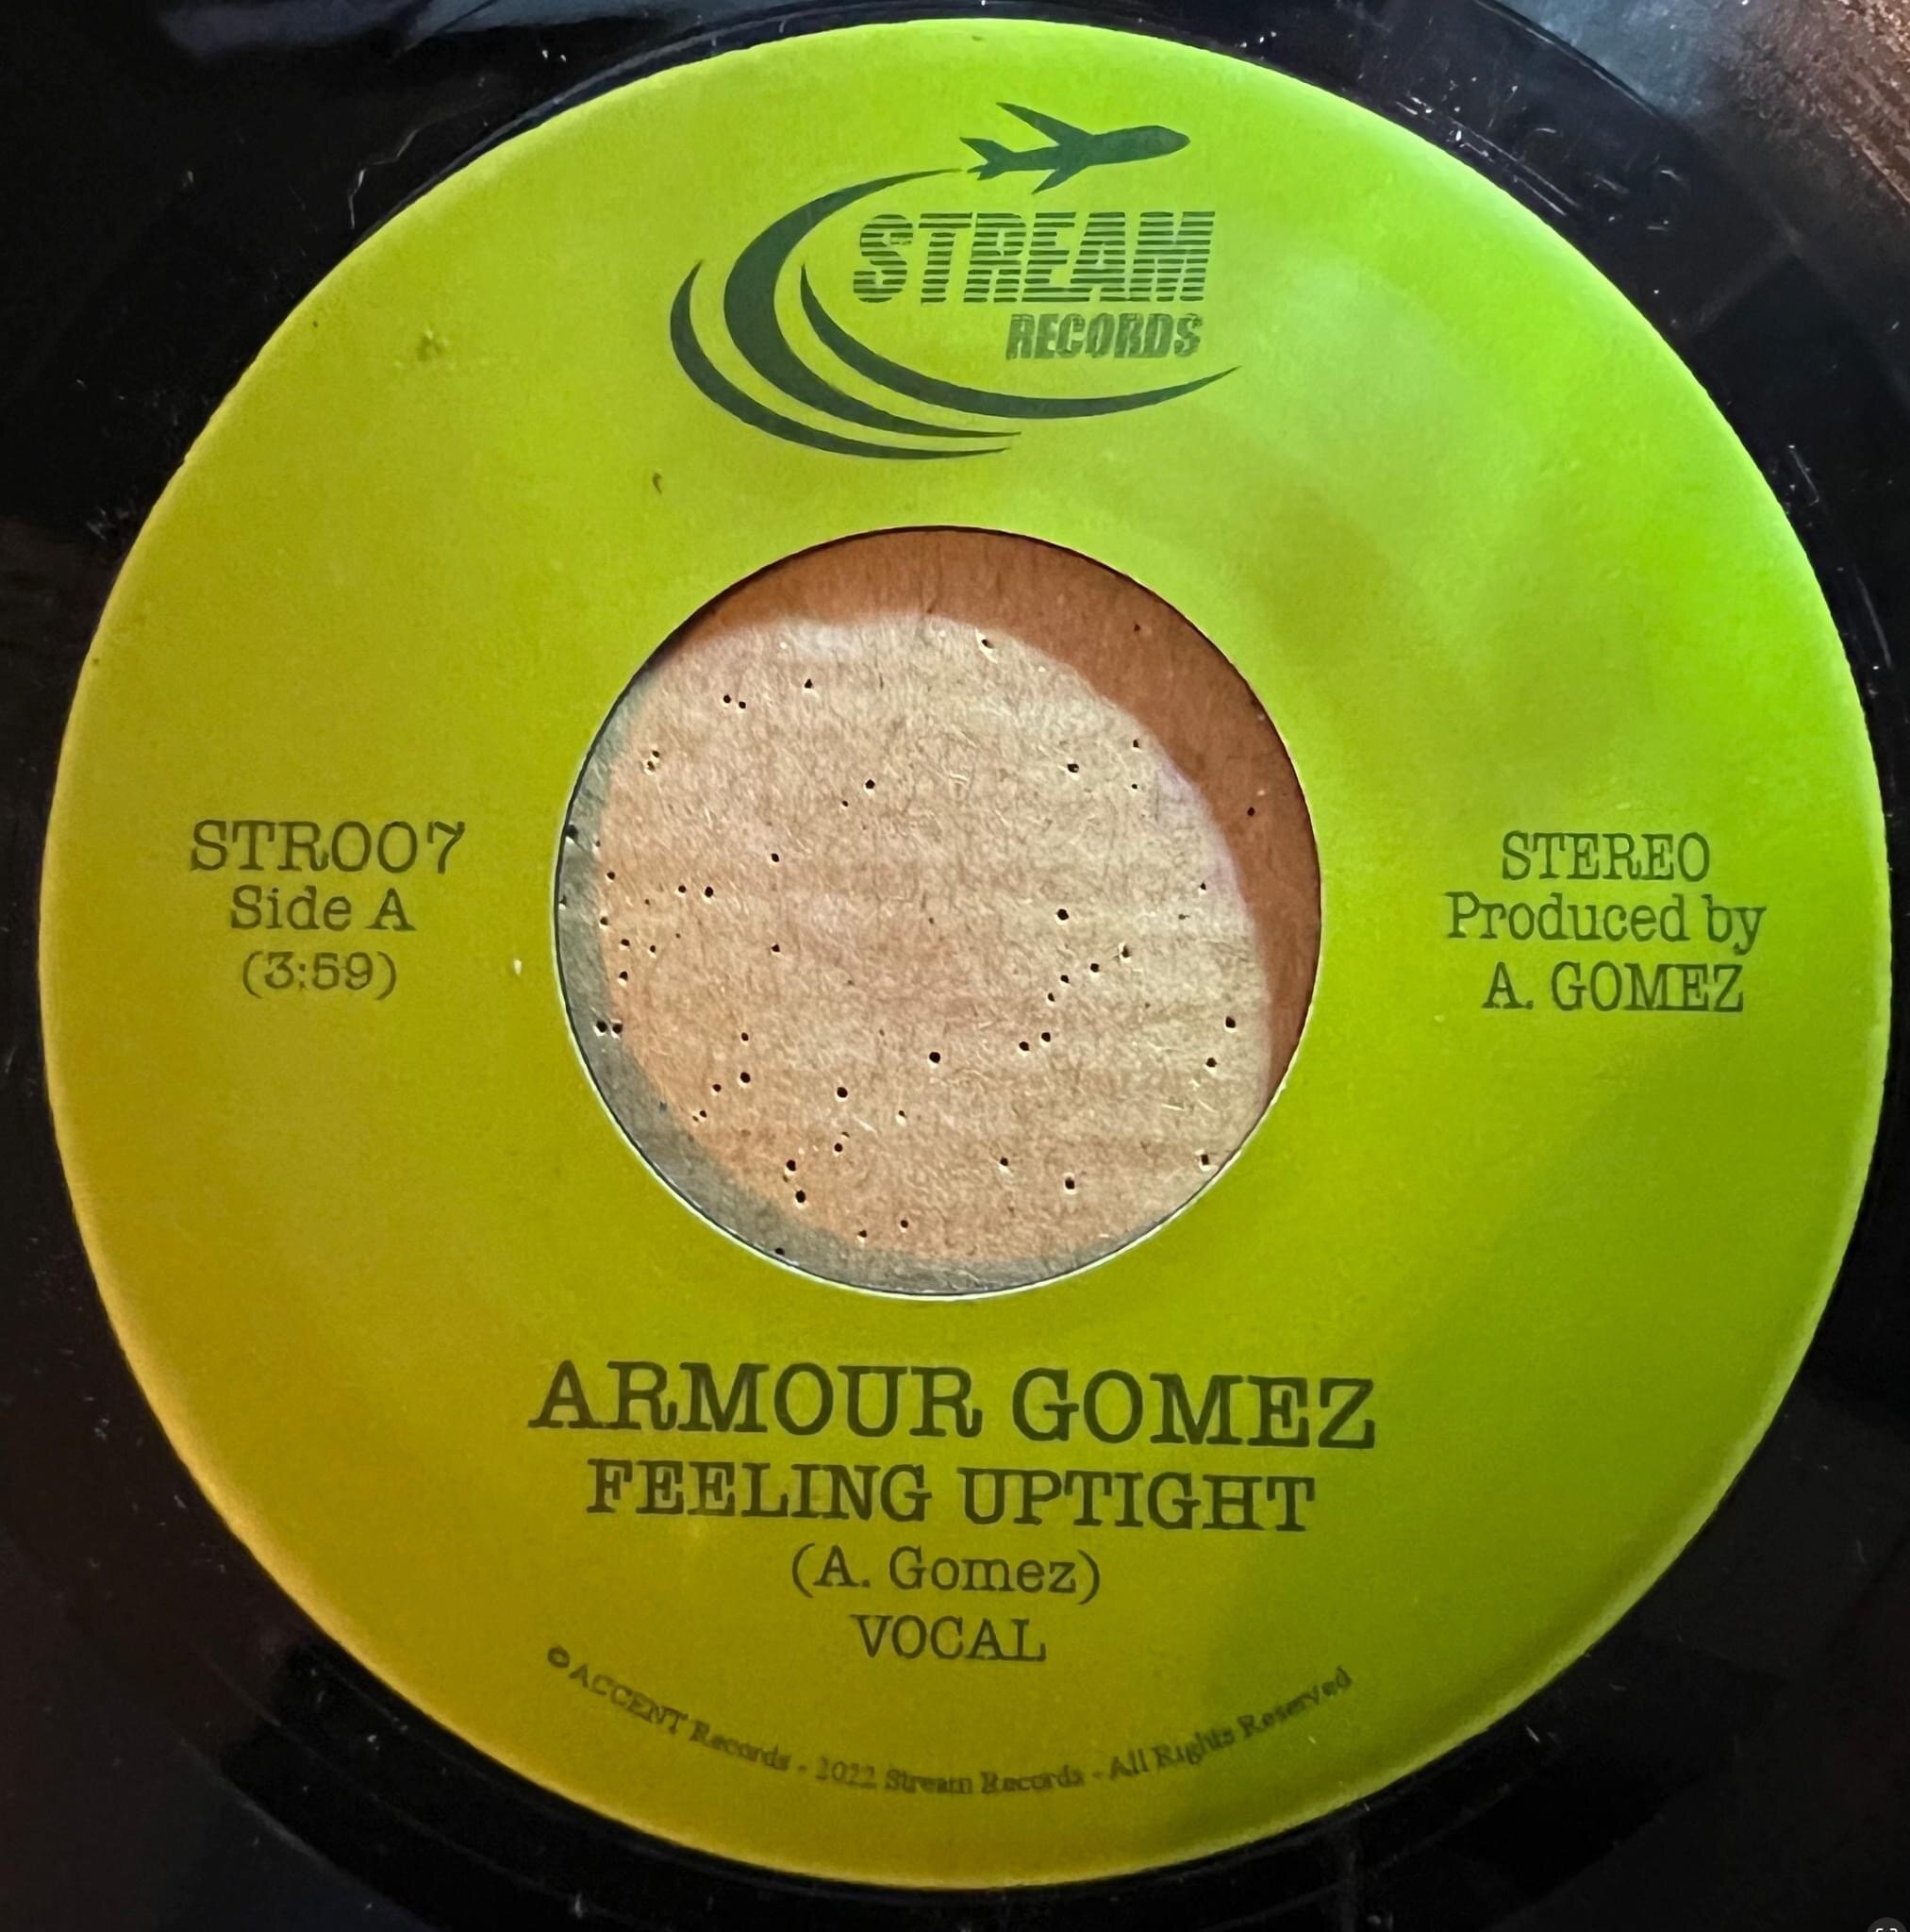 STREAM
RECORDS
STR007
Side A
(3:59)
STEREO
Produced by
A. GOMEZ
ARMOUR GOMEZ
FEELING UPTIGHT
(A. Gomez)
VOCAL
©ACCENT Records - 2022 Stream Records - All Rights Reserved